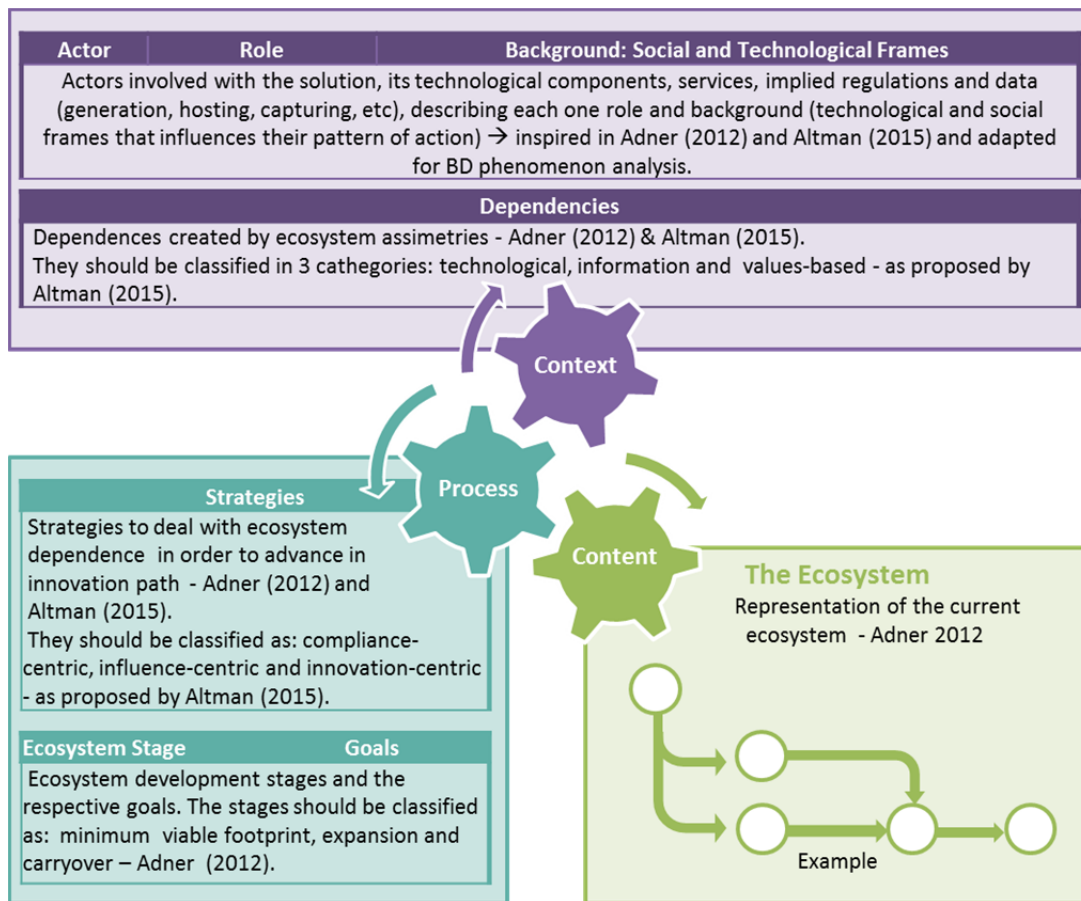 Actor Role Background: Social and Technological Frames
Actors involved with the solution, its technological components, services, implied regulations and data
(generation, hosting, capturing, etc), describing each one role and background (technological and social
frames that influences their pattern of action) → inspired in Adner (2012) and Altman (2015) and adapted
for BD phenomenon analysis.
Dependencies
Dependences created by ecosystem assimetries - Adner (2012) & Altman (2015).
They should be classified in 3 cathegories: technological, information and values-based - as proposed by
Altman (2015).
Context
Process
Content
Strategies
Strategies to deal with ecosystem
dependence in order to advance in
innovation path - Adner (2012) and
Altman (2015).
They should be classified as: compliance-
centric, influence-centric and innovation-centric
- as proposed by Altman (2015).
Ecosystem Stage Goals
Ecosystem development stages and the
respective goals. The stages should be classified
as: minimum viable footprint, expansion and
carryover – Adner (2012).
The Ecosystem
Representation of the current
ecosystem - Adner 2012
Example